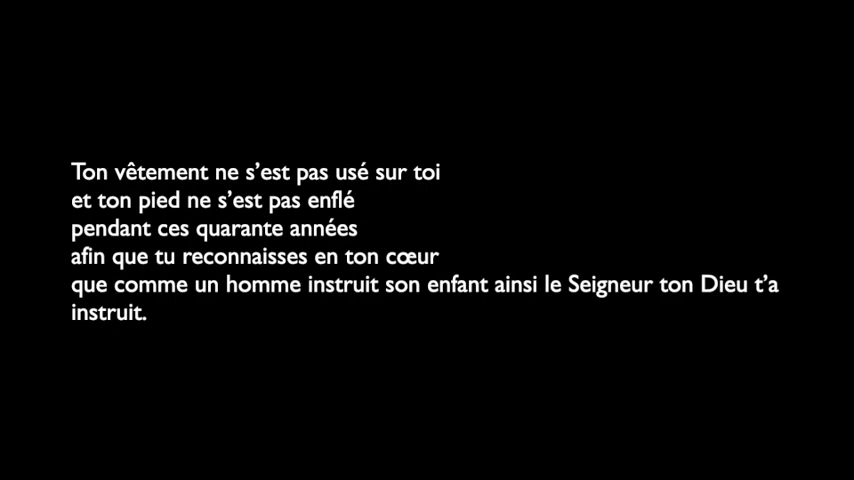 Ton vêtement ne s’est pas usé sur toi
et ton pied ne s’est pas enflé
pendant ces quarante années
afin que tu reconnaisses en ton cœur
que comme un homme instruit son enfant ainsi le Seigneur ton Dieu t’a
instruit.